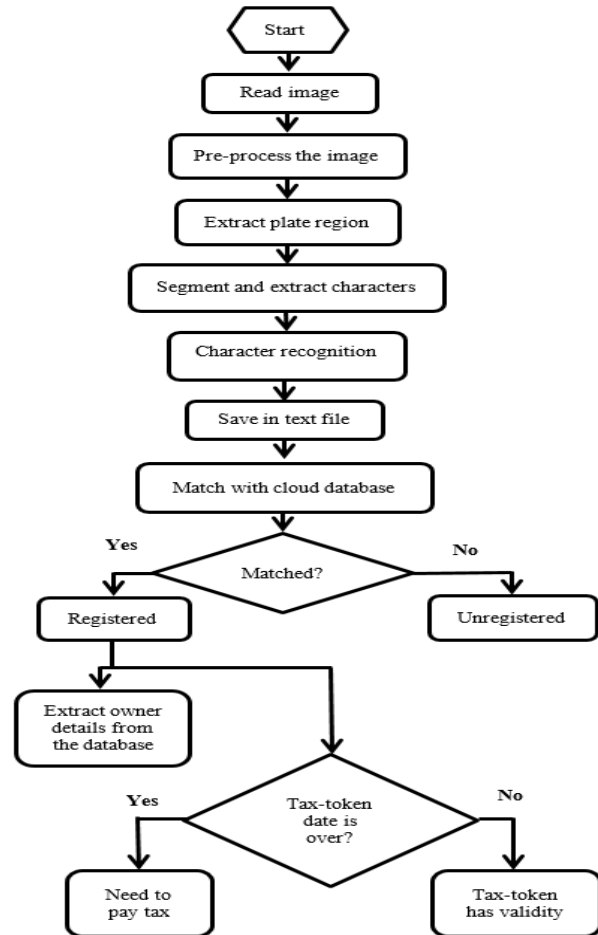 Start
Read image
Pre-process the image
Extract plate region
Segment and extract characters
Character recognition
Save in text file
Match with cloud database
Yes
No
Matched?
Registered
Unregistered
Extract owner
details from
the database
Yes
No
Tax-token
date is
over?
Need to
pay tax
Tax-token
has validity